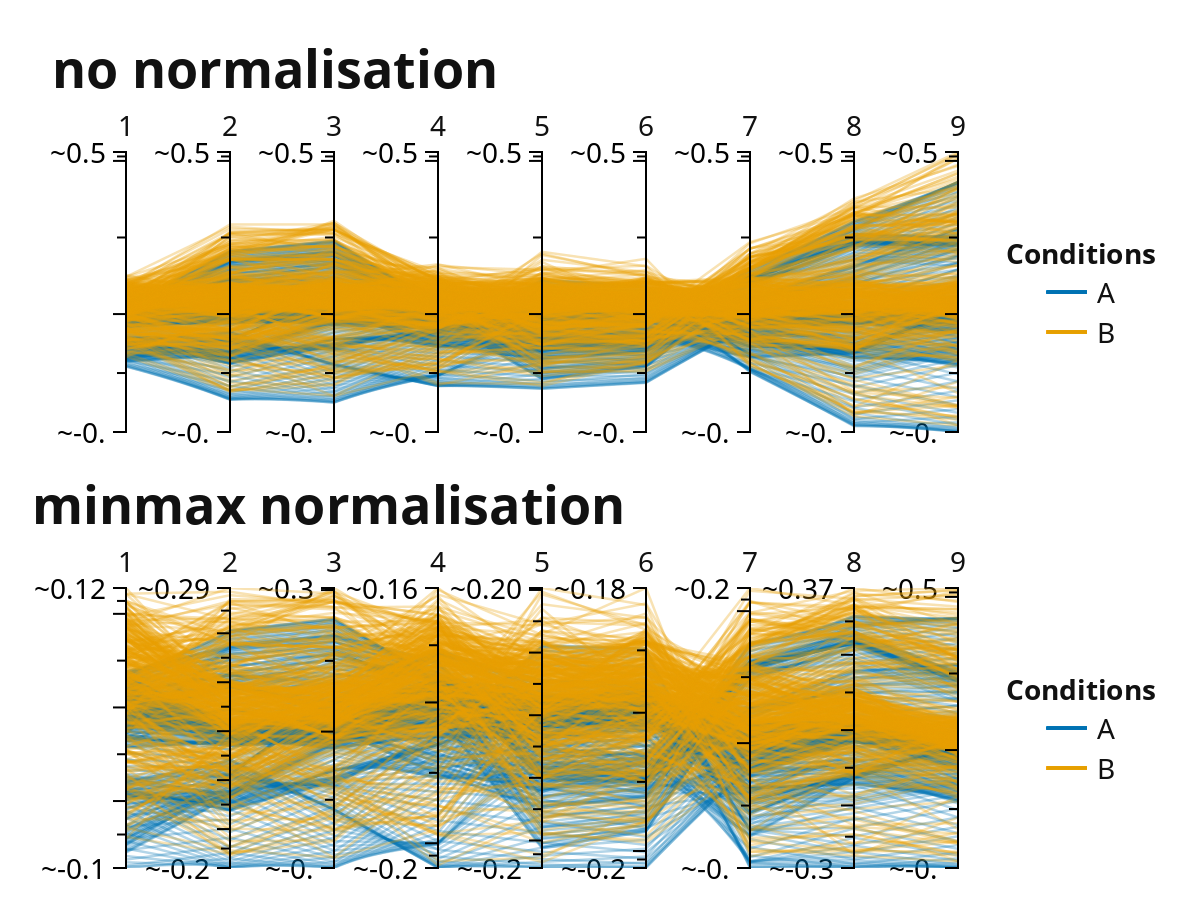 no normalisation
1 2 3 4 5 6 7 8 9
~0.5 ~0.5 ~0.5 ~0.5 ~0.5 ~0.5 ~0.5 ~0.5 ~0.5
Conditions
A
B
~-0. ~-0. ~-0. ~-0. ~-0. ~-0. ~-0. ~-0. ~-0.
minmax normalisation
1 2 3 4 5 6 7 8 9
~0.12 ~0.29 ~0.3 ~0.16 ~0.20 ~0.18 ~0.2 ~0.37 ~0.5
Conditions
A
B
~-0.1 ~-0.2 ~-0. ~-0.2 ~-0.2 ~-0.2 ~-0. ~-0.3 ~-0.